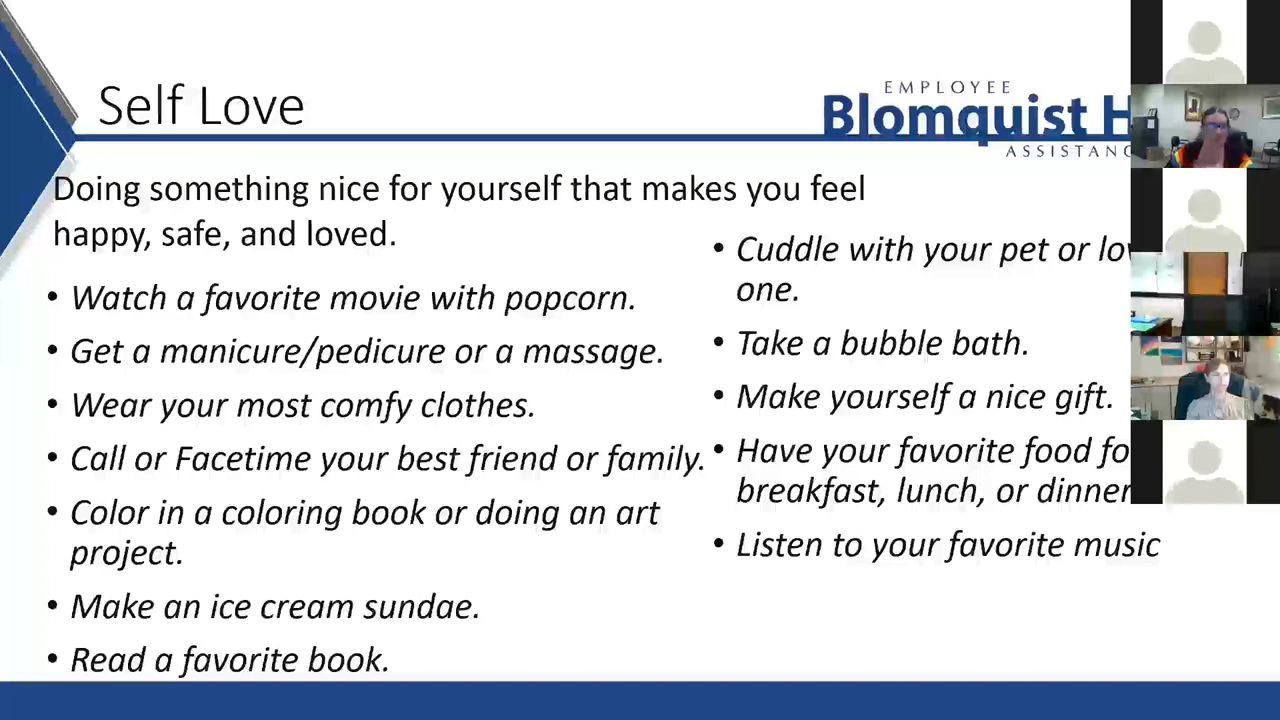 Self Love
EMPLOYEE
Blomquist H
ASSISTANC
Doing something nice for yourself that makes you feel
happy, safe, and loved.
• Watch a favorite movie with popcorn.
• Get a manicure/pedicure or a massage.
• Wear your most comfy clothes.
• Call or Facetime your best friend or family.
• Color in a coloring book or doing an art
project.
• Make an ice cream sundae.
• Read a favorite book.
• Cuddle with your pet or lov
one.
• Take a bubble bath.
• Make yourself a nice gift.
• Have your favorite food fo
breakfast, lunch, or dinner
• Listen to your favorite music